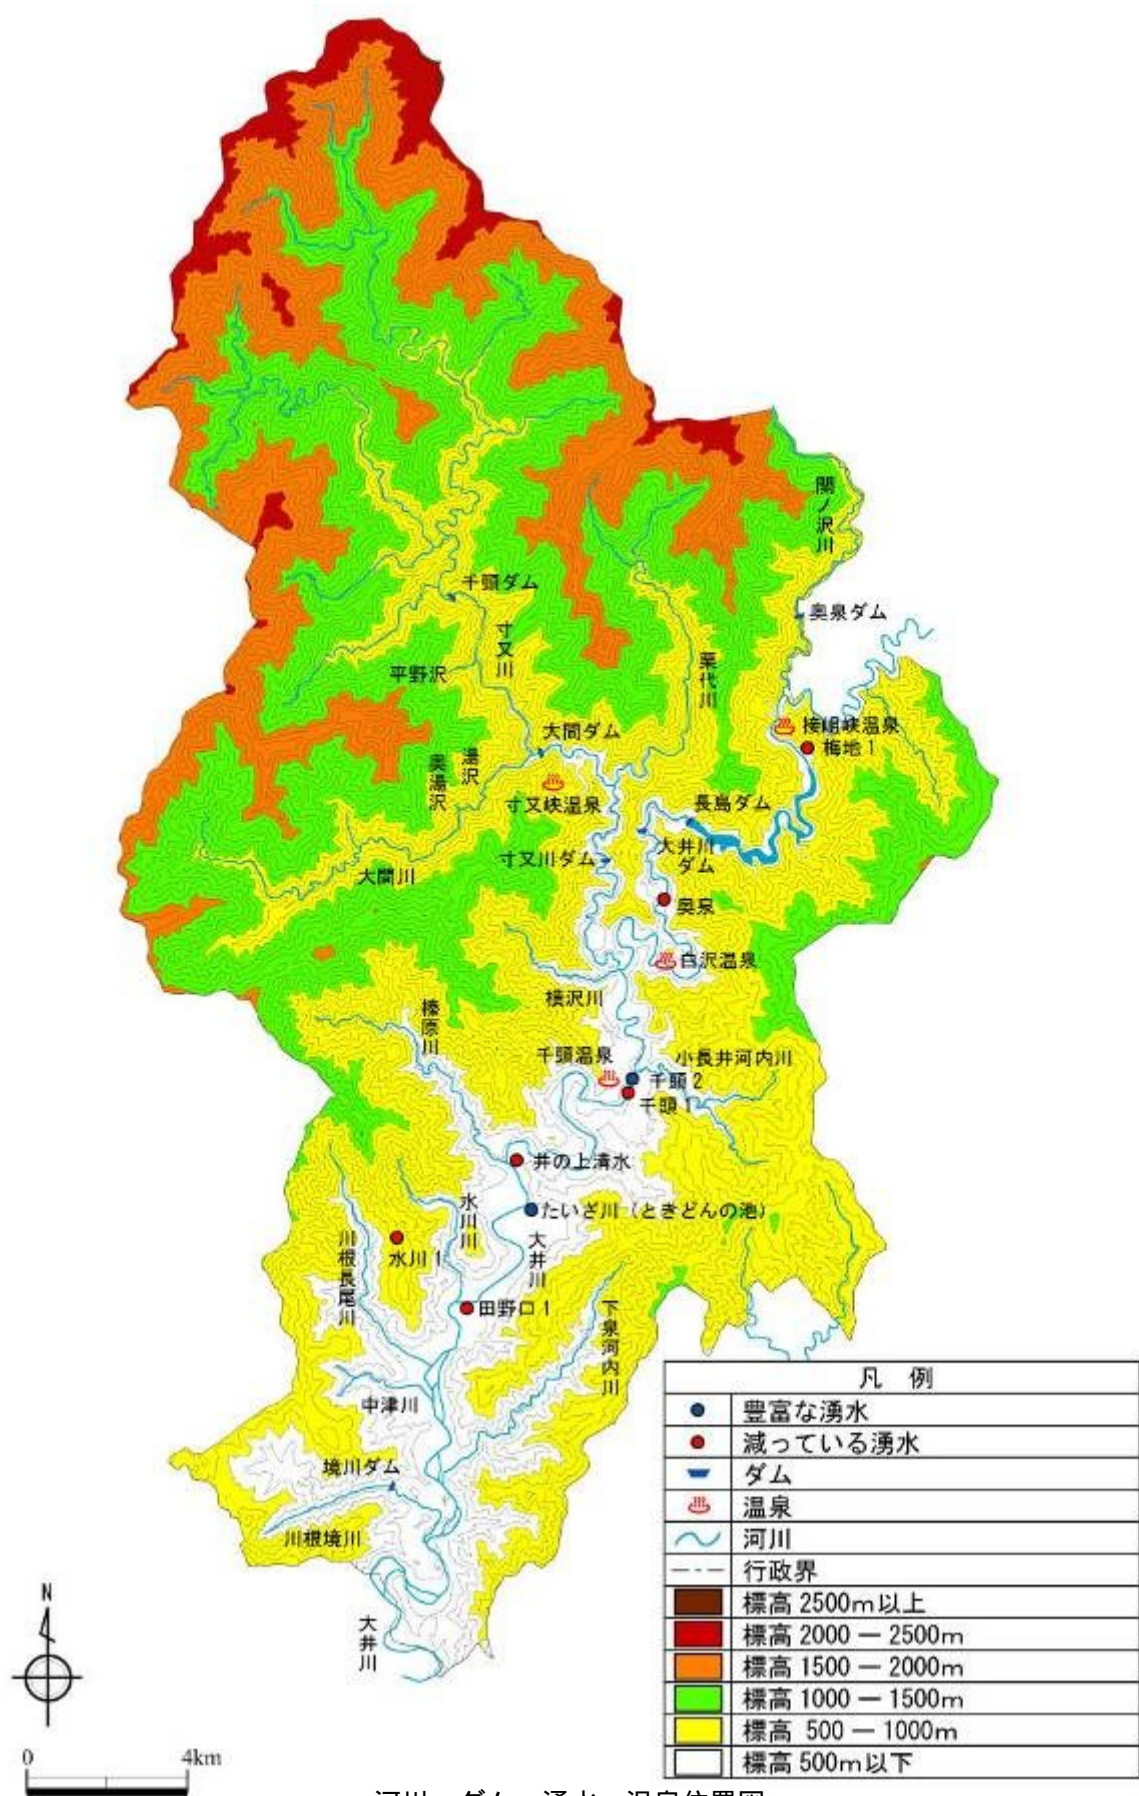 関ノ沢川
千頭ダム
奥泉ダム
寸又川
平野沢
栗代川
接岨峡温泉
梅地1
大間ダム
湯沢
奥湯沢
寸又峡温泉
長島ダム
寸又川ダム
大井川
ダム
大間川
奥泉
白沢温泉
横沢川
榛原川
千頭温泉
小長井河内川
千頭2
千頭1
井の上清水
水川川
たいざ川（ときどんの池）
大井川
川根長尾川
水川1
田野口1
下泉河内川
中津川
境川ダム
川根境川
大井川
凡 例
豊富な湧水
減っている湧水
ダム
温泉
河川
行政界
標高 2500m以上
標高 2000 － 2500m
標高 1500 － 2000m
標高 1000 － 1500m
標高 500 － 1000m
標高 500m以下
N
0 4km